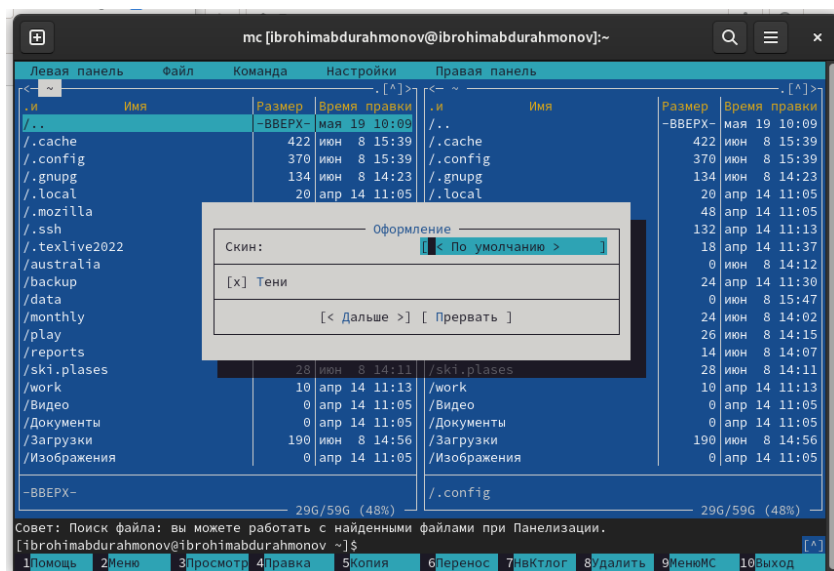 mc [ibrohimabdurahmonov@ibrohimabdurahmonov]:~
Левая панель Файл Команда Настройки Правая панель
<— ~ .[^]> <— ~ .[^]>
.и Имя Размер Время правки .и Имя Размер Время правки
/.. -ВВЕРХ- мая 19 10:09 /.. -ВВЕРХ- мая 19 10:09
/.cache 422 июн 8 15:39 /.cache 422 июн 8 15:39
/.config 370 июн 8 15:39 /.config 370 июн 8 15:39
/.gnupg 134 июн 8 14:23 /.gnupg 134 июн 8 14:23
/.local 20 апр 14 11:05 /.local 20 апр 14 11:05
/.mozilla 48 апр 14 11:05
/.ssh 132 апр 14 11:13
/.texlive2022 18 апр 14 11:37
/australia 0 июн 8 14:12
/backup 24 апр 14 11:30
/data 0 июн 8 15:47
/monthly 24 июн 8 14:02
/play 26 июн 8 14:15
/reports 14 июн 8 14:07
Оформление
Скин: [ < По умолчанию > ]
[x] Тени
[< Дальше >] [ Прервать ]
/ski.plases 28 июн 8 14:11 /ski.plases 28 июн 8 14:11
/work 10 апр 14 11:13 /work 10 апр 14 11:13
/Видео 0 апр 14 11:05 /Видео 0 апр 14 11:05
/Документы 0 апр 14 11:05 /Документы 0 апр 14 11:05
/Загрузки 190 июн 8 14:56 /Загрузки 190 июн 8 14:56
/Изображения 0 апр 14 11:05 /Изображения 0 апр 14 11:05
-ВВЕРХ- /.config
29G/59G (48%) 29G/59G (48%)
Совет: Поиск файла: вы можете работать с найденными файлами при Панелизации.
[ibrohimabdurahmonov@ibrohimabdurahmonov ~]$ [^]
1Помощь 2Меню 3Просмотр 4Правка 5Копия 6Перенос 7НвКтлог 8Удалить 9МенюМС 10Выход